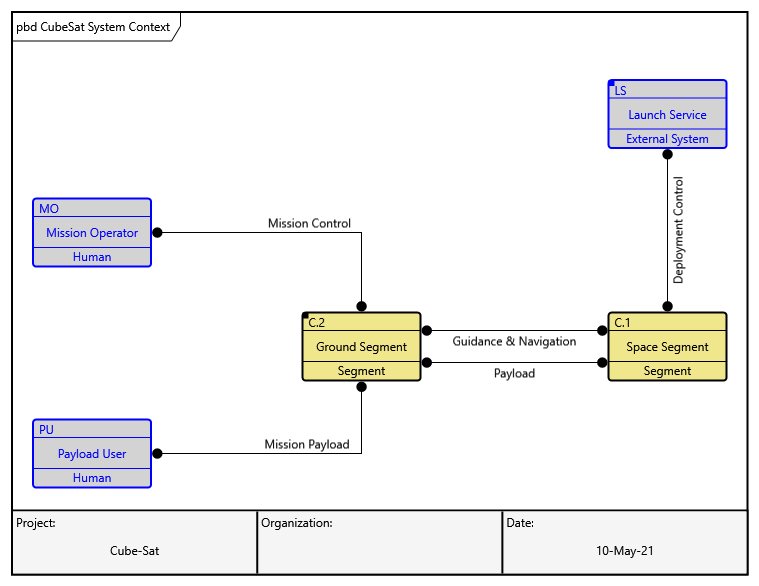 pbd CubeSat System Context
LS
Launch Service
External System
Deployment Control
MO
Mission Operator
Human
Mission Control
C.2
Ground Segment
Segment
Guidance & Navigation
Payload
C.1
Space Segment
Segment
PU
Payload User
Human
Mission Payload
Project:
Cube-Sat
Organization:
Date:
10-May-21